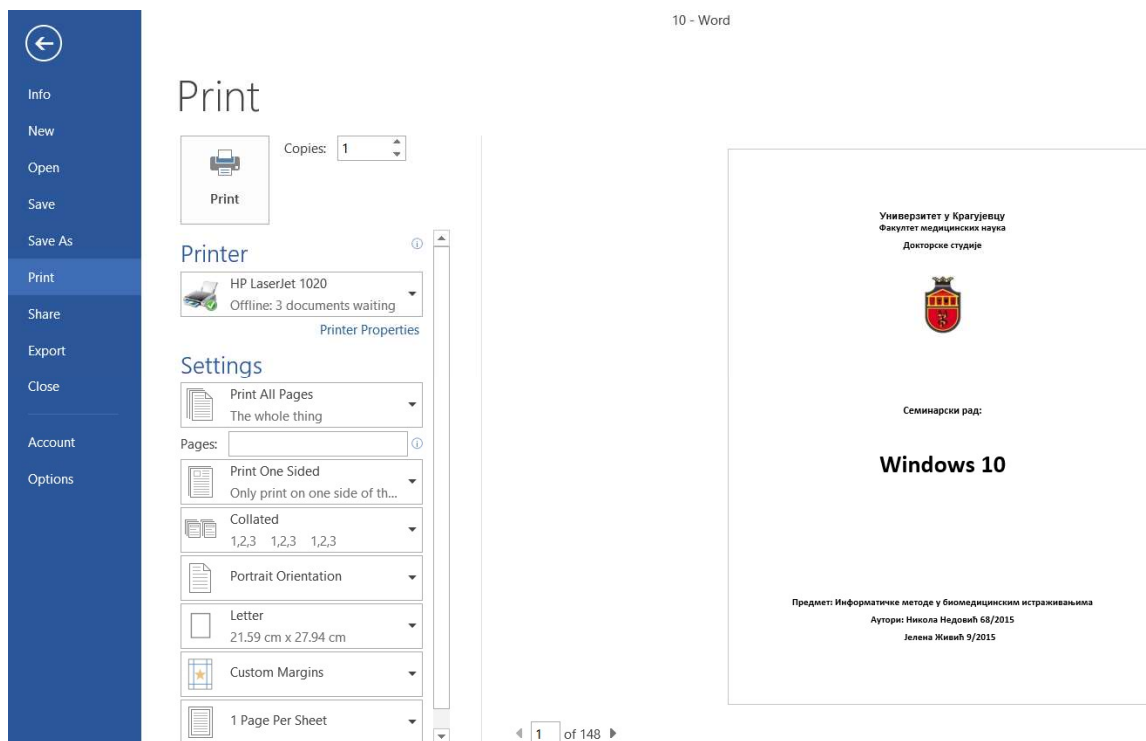 10 - Word
Info
New
Open
Save
Save As
Print
Share
Export
Close
Account
Options
Print
Copies: 1
Print
Printer
HP LaserJet 1020
Offline: 3 documents waiting
Printer Properties
Settings
Print All Pages
The whole thing
Pages:
Print One Sided
Only print on one side of th...
Collated
1,2,3 1,2,3 1,2,3
Portrait Orientation
Letter
21.59 cm x 27.94 cm
Custom Margins
1 Page Per Sheet
Универзитет у Крагујевцу
Факултет медицинских наука
Докторске студије
Семинарски рад:
Windows 10
Предмет: Информатичке методе у биомедицинским истраживањима
Аутори: Никола Недовић 68/2015
Јелена Живић 9/2015
1 of 148